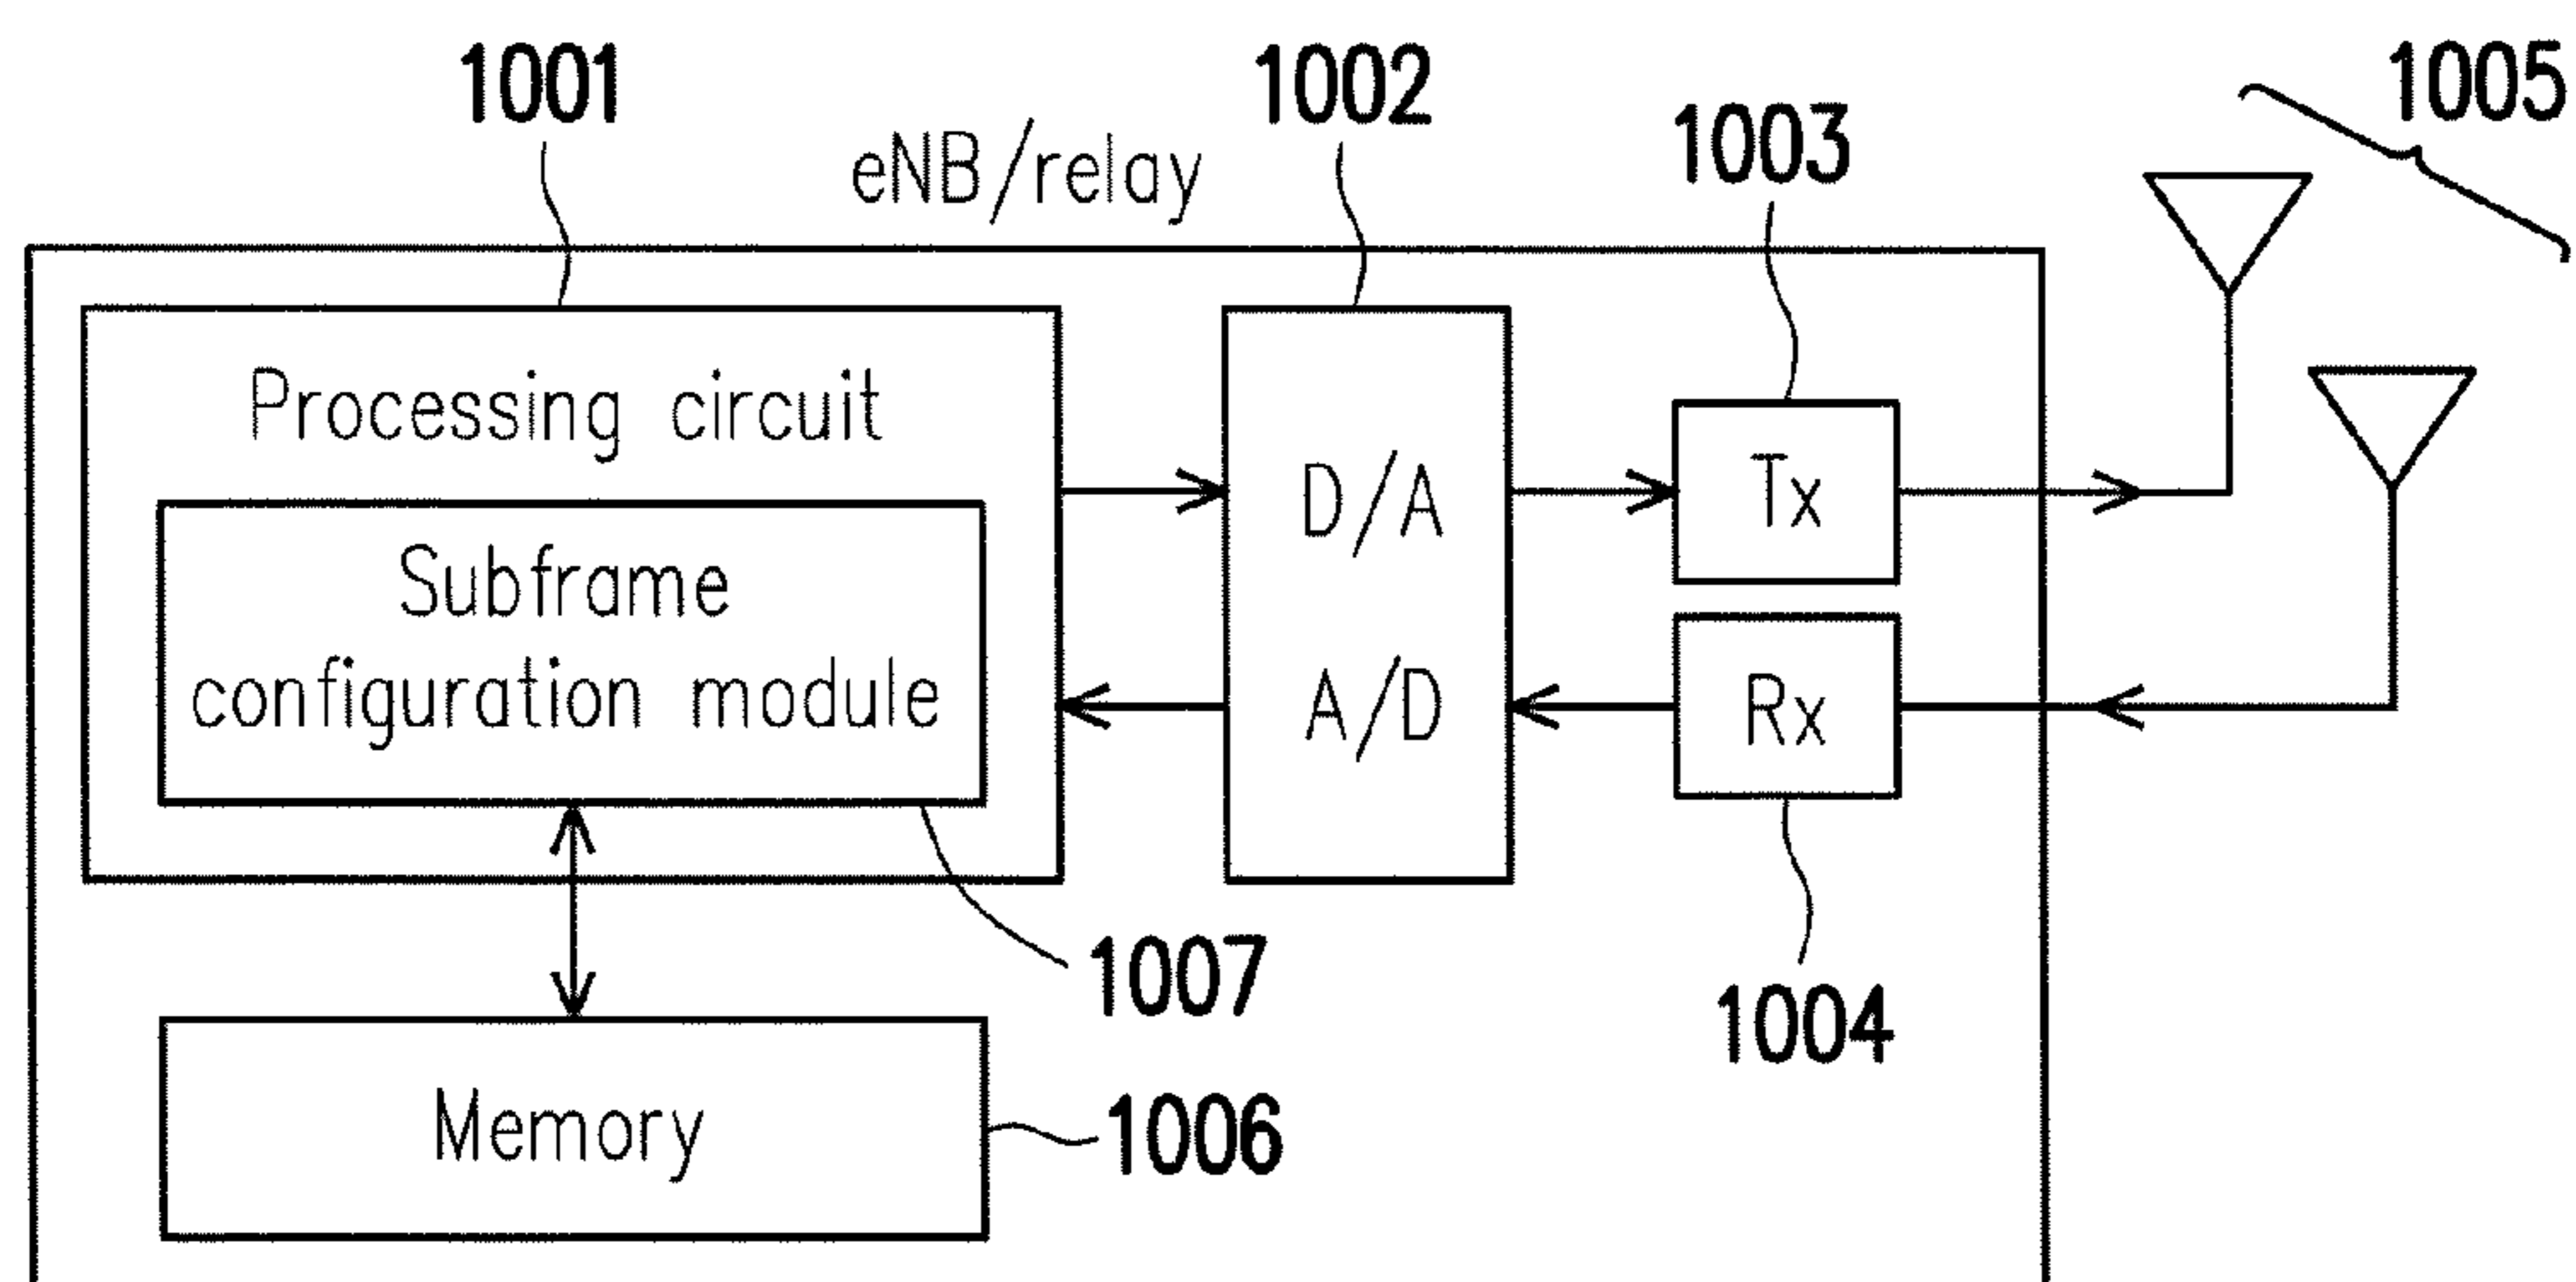 1001
eNB/relay
1002
1003
1005
Processing circuit
Subframe
configuration module
D/A
A/D
Tx
Rx
1007
1004
Memory
1006